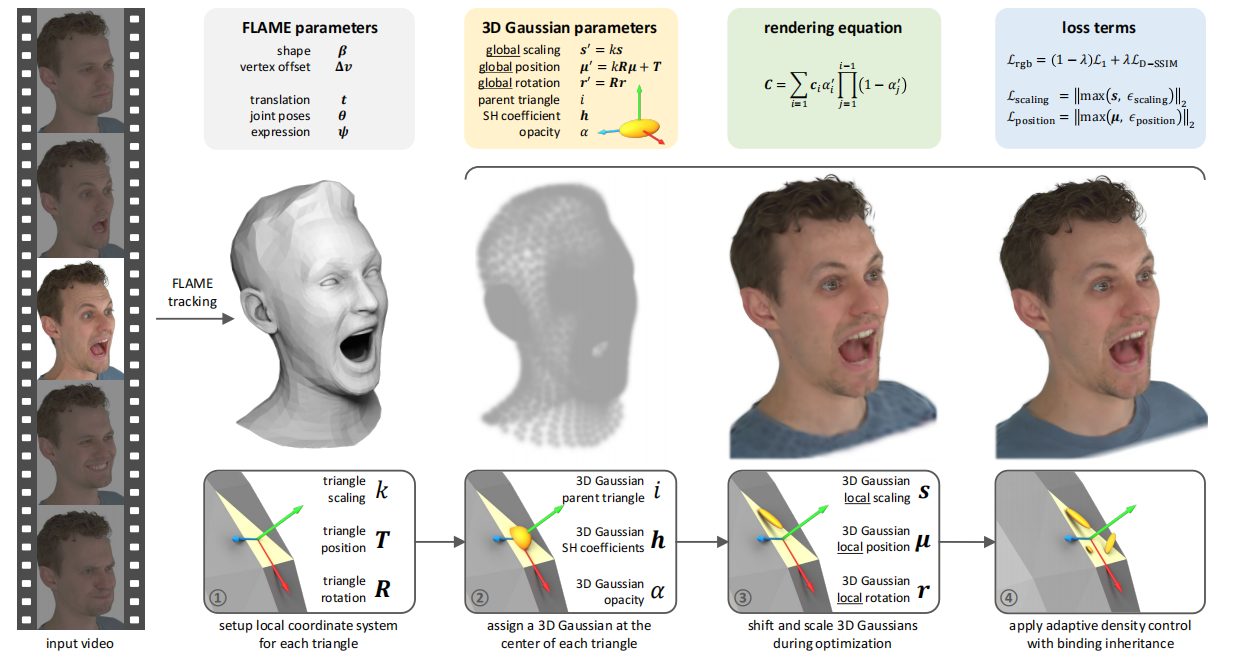 FLAME parameters
shape β
vertex offset Δv
translation t
joint poses θ
expression ψ
3D Gaussian parameters
global scaling s′ = ks
global position μ′ = kRμ + T
global rotation r′ = Rr
parent triangle i
SH coefficient h
opacity α
rendering equation
C = ∑_{i=1} c_i α′_i ∏_{j=1}^{i−1} (1 − α′_j)
loss terms
ℒ_rgb = (1 − λ)ℒ_1 + λℒ_D−SSIM
ℒ_scaling = ‖max(s, ϵ_scaling)‖_2
ℒ_position = ‖max(μ, ϵ_position)‖_2
FLAME
tracking
triangle
scaling k
triangle
position T
triangle
rotation R
①
3D Gaussian
parent triangle i
3D Gaussian
SH coefficients h
3D Gaussian
opacity α
②
3D Gaussian
local scaling s
3D Gaussian
local position μ
3D Gaussian
local rotation r
③
④
input video
setup local coordinate system
for each triangle
assign a 3D Gaussian at the
center of each triangle
shift and scale 3D Gaussians
during optimization
apply adaptive density control
with binding inheritance